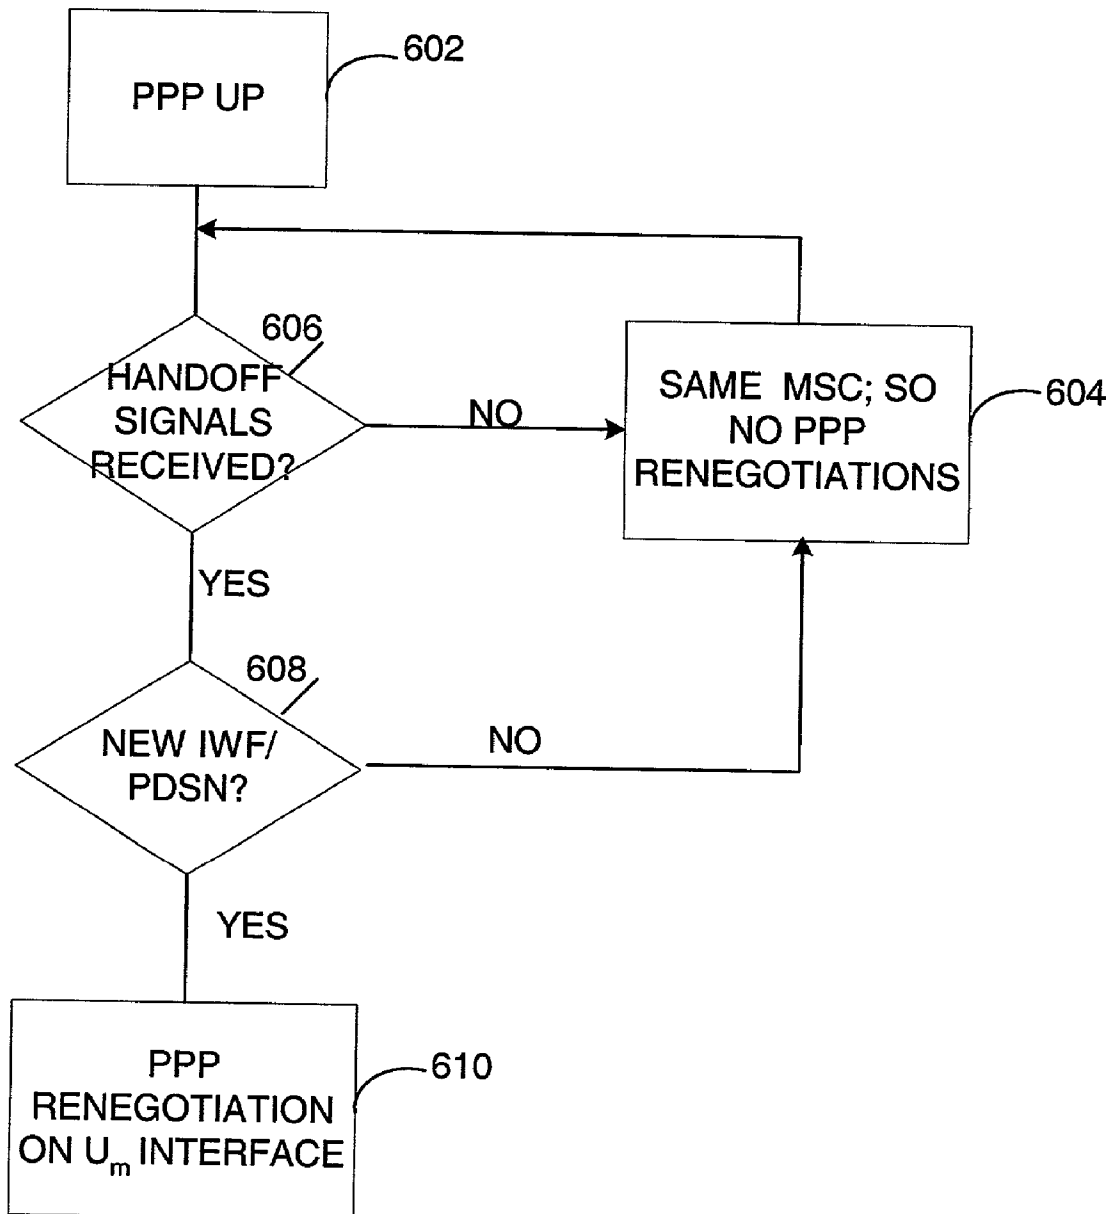 602
PPP UP
606
HANDOFF
SIGNALS
RECEIVED?
NO
SAME MSC; SO
NO PPP
RENEGOTIATIONS
604
YES
608
NEW IWF/
PDSN?
NO
YES
PPP
RENEGOTIATION
ON Um INTERFACE
610